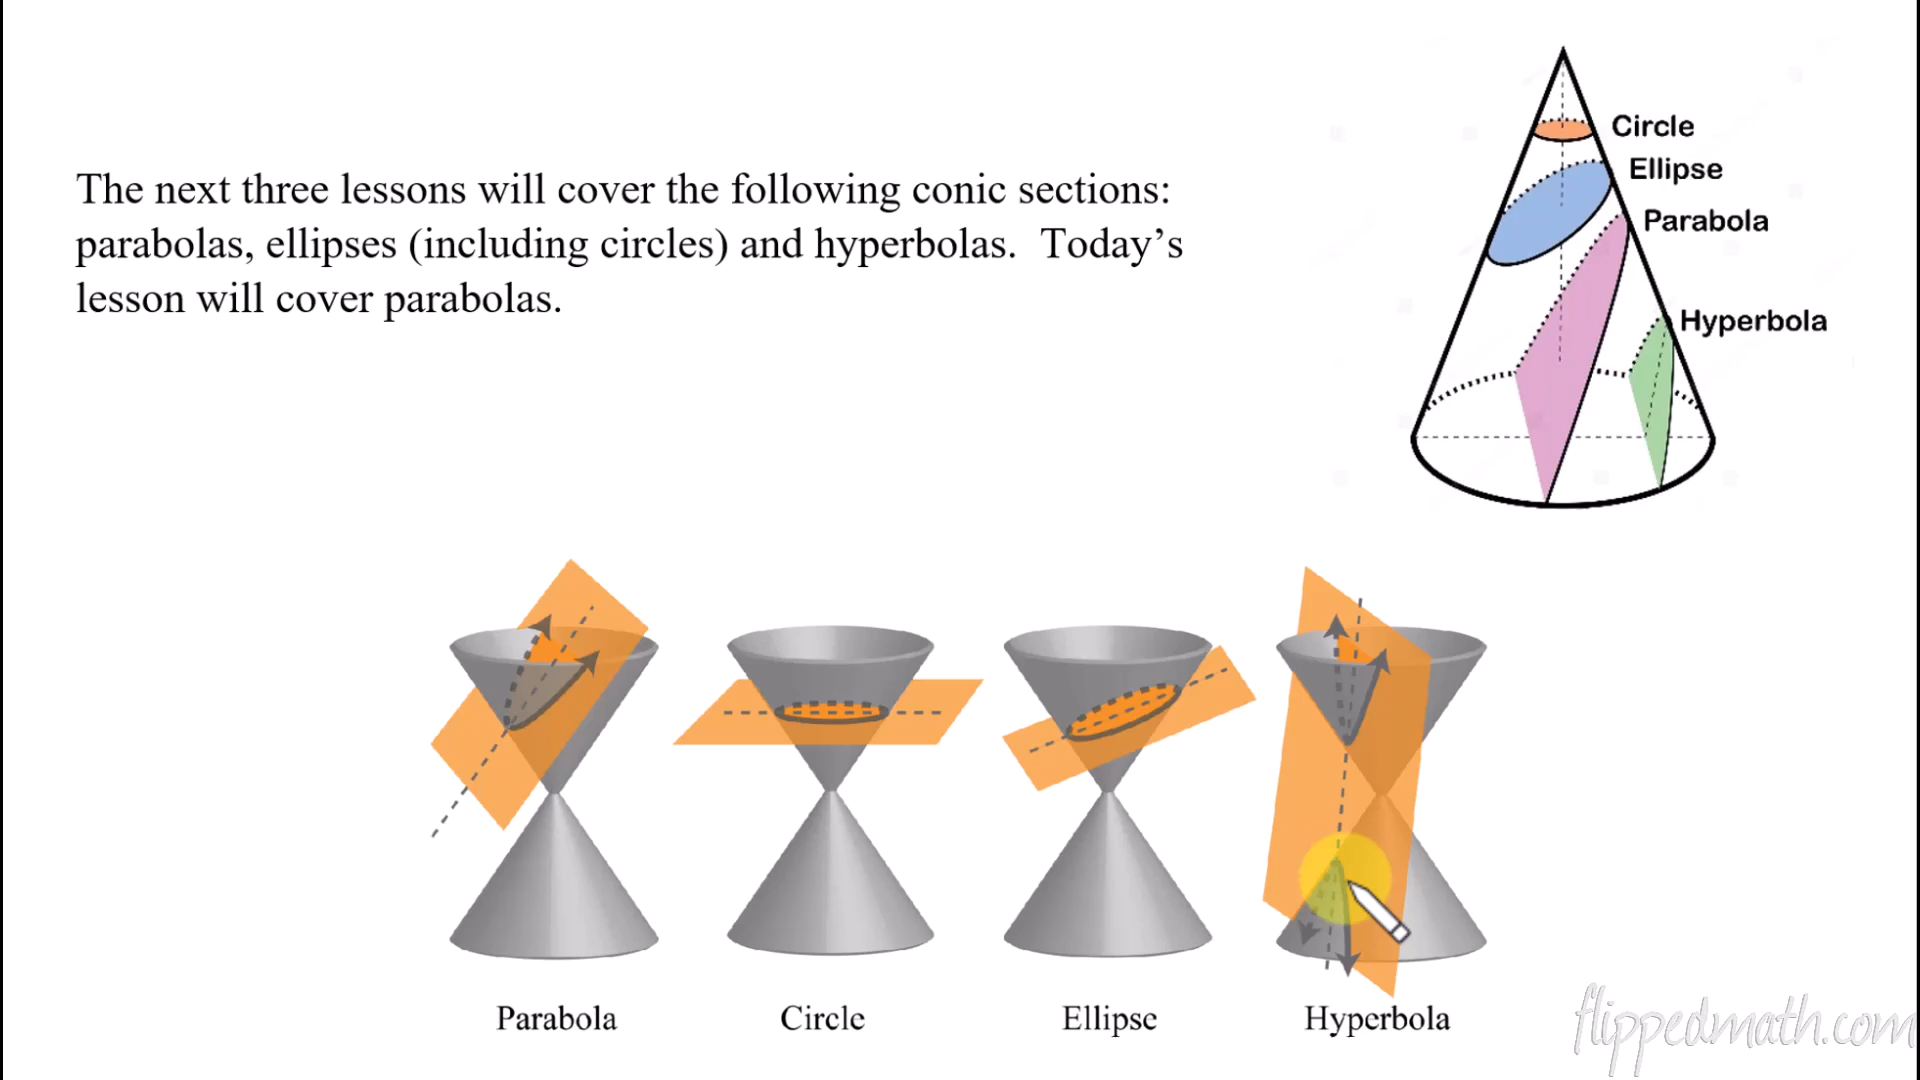 The next three lessons will cover the following conic sections:
parabolas, ellipses (including circles) and hyperbolas. Today’s
lesson will cover parabolas.
Circle
Ellipse
Parabola
Hyperbola
Parabola
Circle
Ellipse
Hyperbola
flippedmath.com